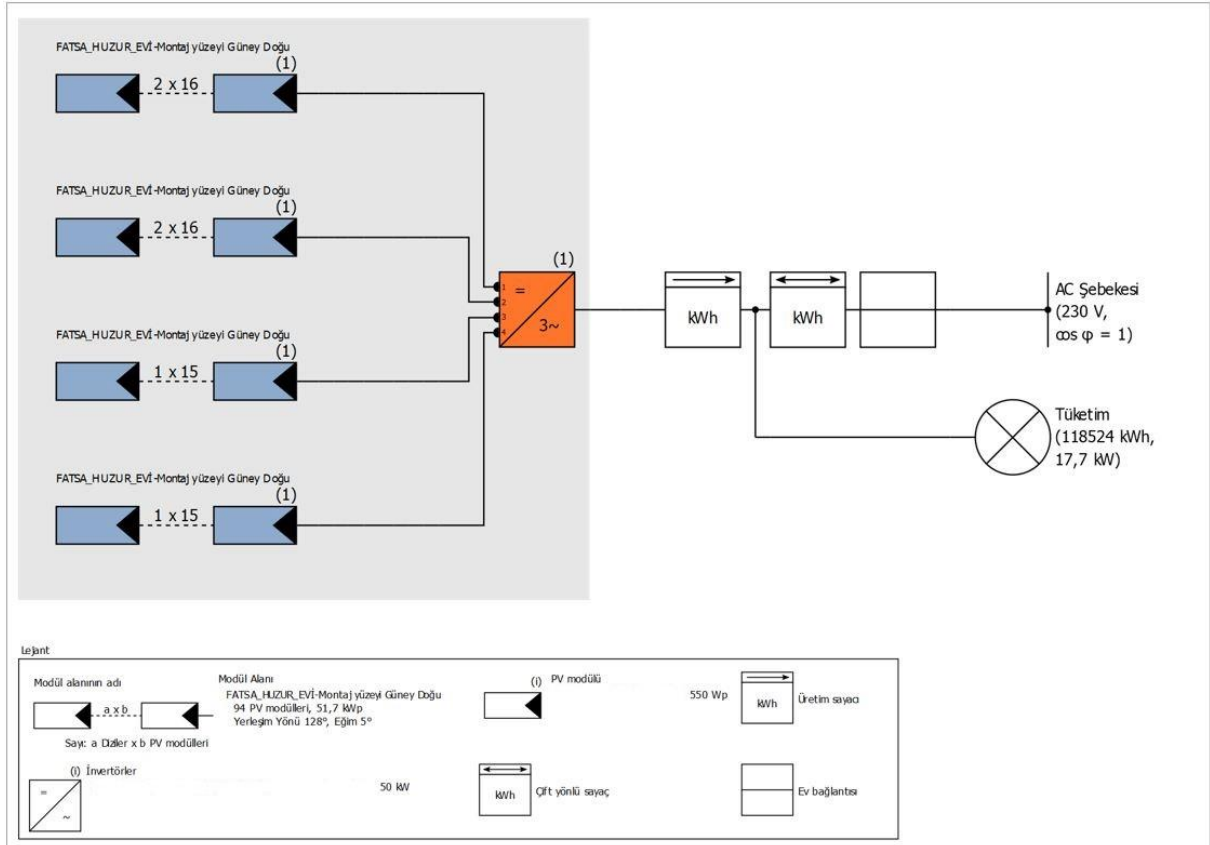 FATSA_HUZUR_EVİ-Montaj yüzeyi Güney Doğu
(1)
2 x 16
FATSA_HUZUR_EVİ-Montaj yüzeyi Güney Doğu
(1)
2 x 16
FATSA_HUZUR_EVİ-Montaj yüzeyi Güney Doğu
(1)
1 x 15
FATSA_HUZUR_EVİ-Montaj yüzeyi Güney Doğu
(1)
1 x 15
(1)
1
2
3
4
=
3~
kWh
kWh
AC Şebekesi
(230 V,
cos φ = 1)
Tüketim
(118524 kWh,
17,7 kW)
Lejant
Modül alanının adı
a x b
Sayı: a Diziler x b PV modülleri
Modül Alanı
FATSA_HUZUR_EVİ-Montaj yüzeyi Güney Doğu
94 PV modülleri, 51,7 kWp
Yerleşim Yönü 128°, Eğim 5°
(i) PV modülü
550 Wp
kWh
Üretim sayacı
(i) İnvertörler
=
~
50 kW
kWh
Çift yönlü sayaç
Ev bağlantısı